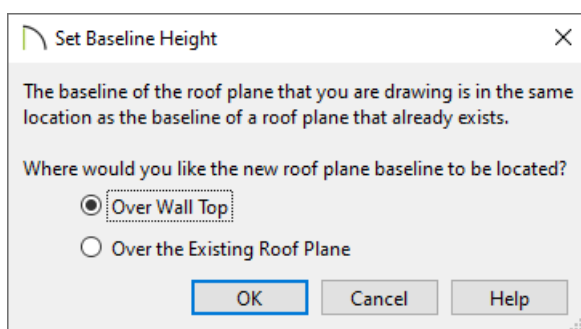 Set Baseline Height
The baseline of the roof plane that you are drawing is in the same
location as the baseline of a roof plane that already exists.
Where would you like the new roof plane baseline to be located?
Over Wall Top
Over the Existing Roof Plane
OK Cancel Help